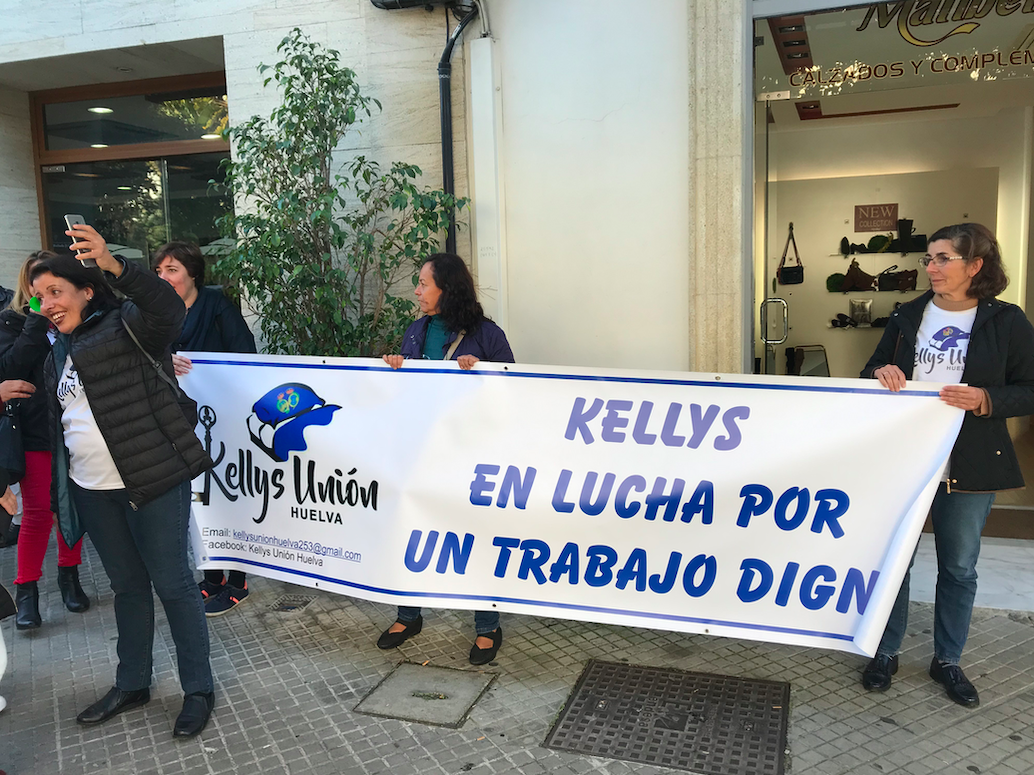 CALZADOS Y COMPLEM
NEW
COLLECTION
Kellys Unión
HUELVA
Email: kellysunionhuelva253@gmail.com
Facebook: Kellys Unión Huelva
KELLYS
EN LUCHA POR
UN TRABAJO DIGN
Kellys Uni
HUELVA